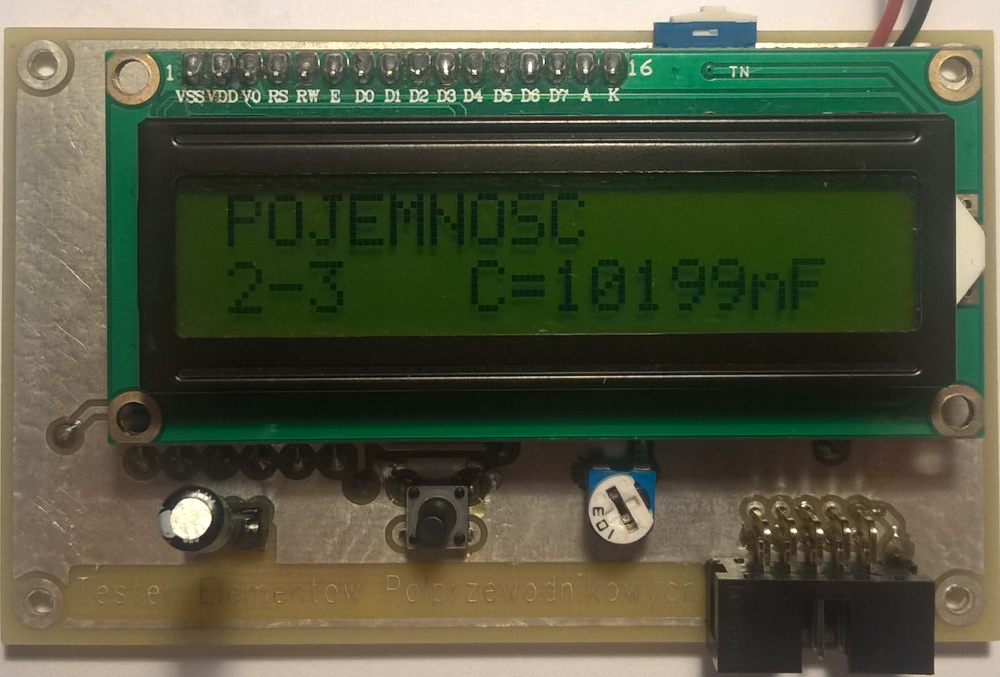 1
16
TN
VSS VDD V0 RS RW E D0 D1 D2 D3 D4 D5 D6 D7 A K
POJEMNOSC
2-3 C=10199nF
103
Tester Elementow Polprzewodnikowych